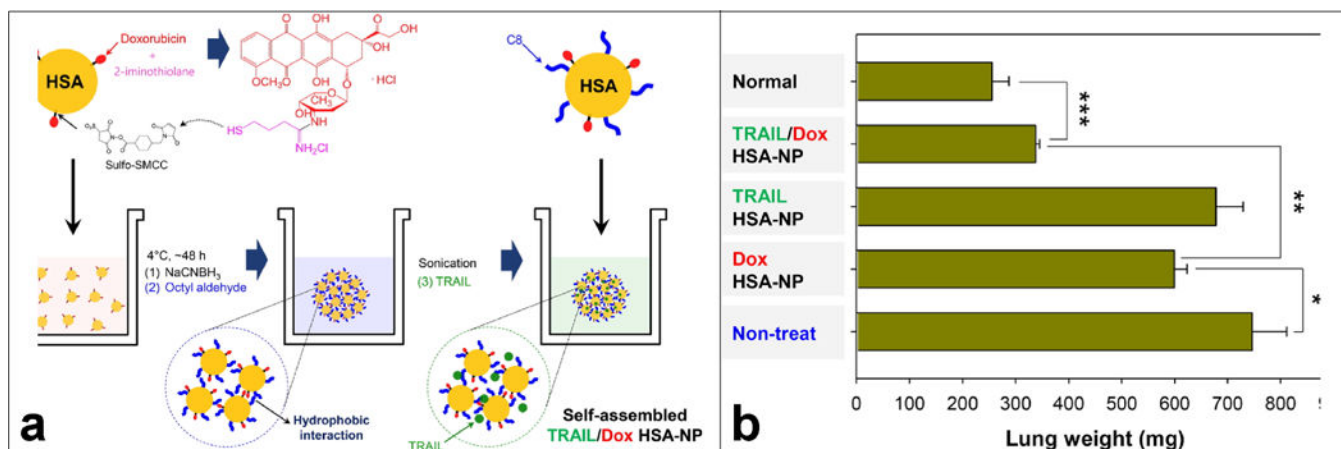 Doxorubicin
+
2-iminothiolane
HSA
O
OH
O
OH
OH
OH
O
OCH3
O
OH
O
· HCl
CH3
OH
NH
HS
NH2Cl
Sulfo-SMCC
C8
HSA
4°C, ~48 h
(1) NaCNBH3
(2) Octyl aldehyde
Sonication
(3) TRAIL
Hydrophobic
interaction
TRAIL
Self-assembled
TRAIL/Dox HSA-NP
a
Normal
TRAIL/Dox
HSA-NP
TRAIL
HSA-NP
Dox
HSA-NP
Non-treat
***
**
*
0 100 200 300 400 500 600 700 800
Lung weight (mg)
b